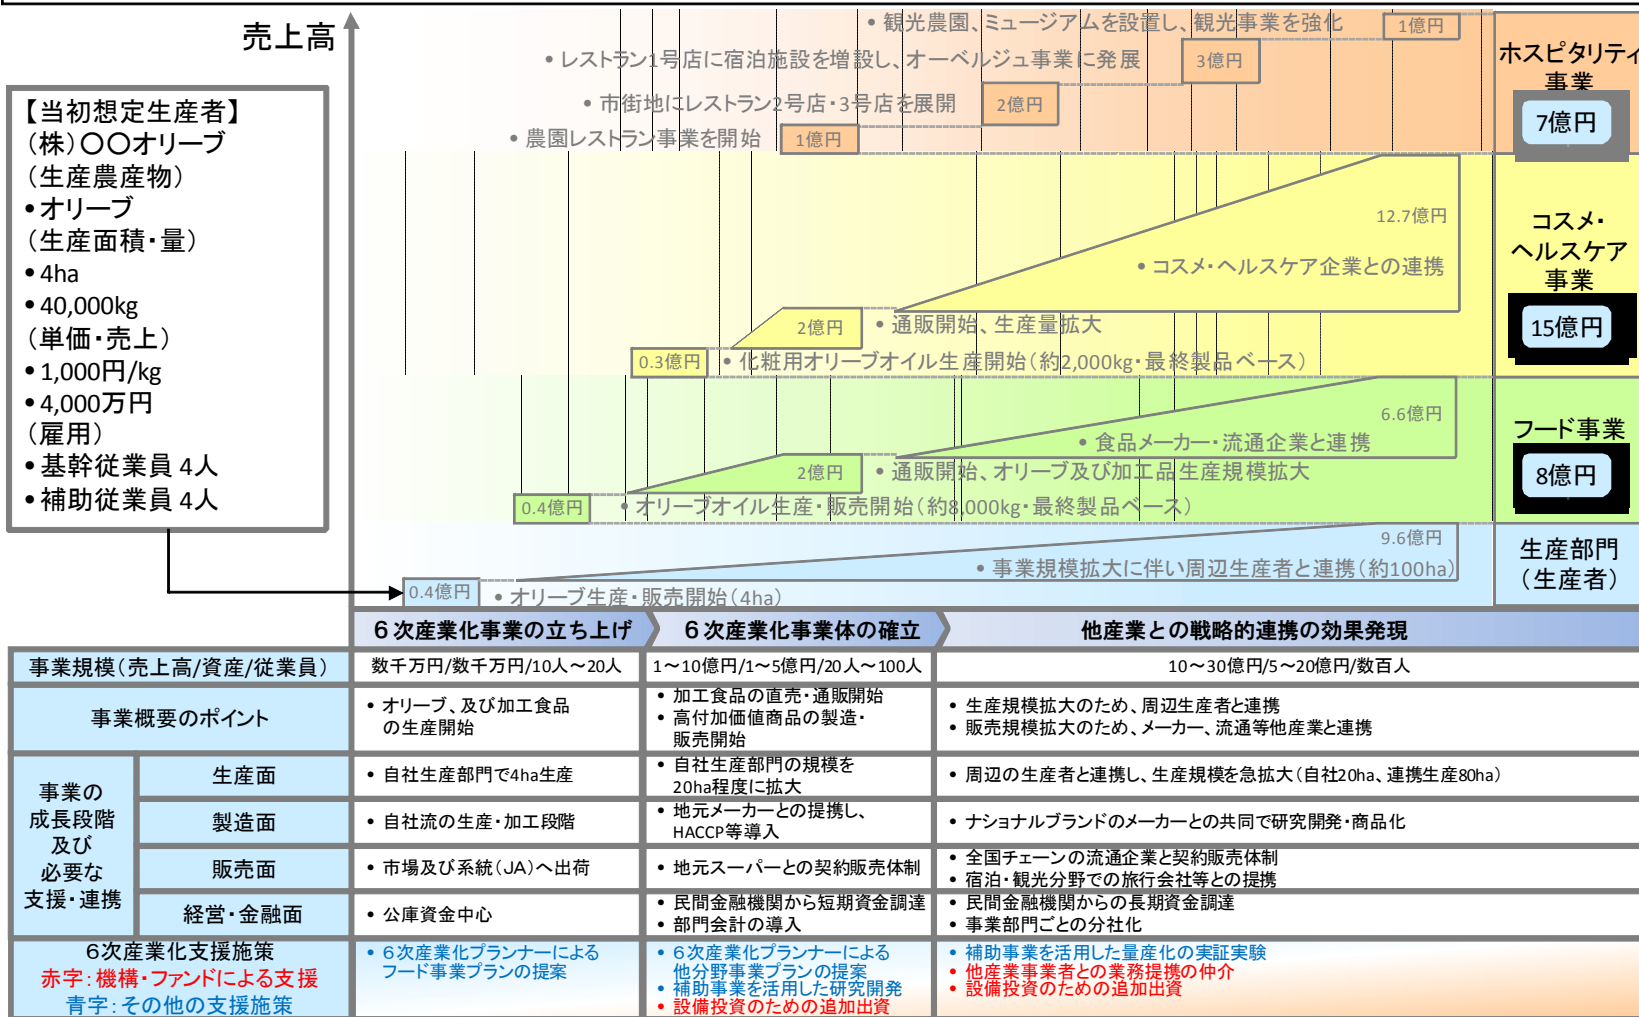 売上高
• 観光農園、ミュージアムを設置し、観光事業を強化
1億円
• レストラン1号店に宿泊施設を増設し、オーベルジュ事業に発展
3億円
• 市街地にレストラン2号店・3号店を展開
2億円
• 農園レストラン事業を開始
1億円
ホスピタリティ
事業
7億円
【当初想定生産者】
(株)〇〇オリーブ
(生産農産物)
• オリーブ
(生産面積・量)
• 4ha
• 40,000kg
(単価・売上)
• 1,000円/kg
• 4,000万円
(雇用)
• 基幹従業員 4人
• 補助従業員 4人
12.7億円
• コスメ・ヘルスケア企業との連携
2億円
• 通販開始、生産量拡大
0.3億円
• 化粧用オリーブオイル生産開始(約2,000kg・最終製品ベース)
コスメ・
ヘルスケア
事業
15億円
6.6億円
• 食品メーカー・流通企業と連携
2億円
• 通販開始、オリーブ及び加工品生産規模拡大
0.4億円
• オリーブオイル生産・販売開始(約8,000kg・最終製品ベース)
フード事業
8億円
9.6億円
• 事業規模拡大に伴い周辺生産者と連携(約100ha)
0.4億円
• オリーブ生産・販売開始(4ha)
生産部門
(生産者)
6次産業化事業の立ち上げ
6次産業化事業体の確立
他産業との戦略的連携の効果発現
事業規模(売上高/資産/従業員)
数千万円/数千万円/10人～20人
1～10億円/1～5億円/20人～100人
10～30億円/5～20億円/数百人
事業概要のポイント
• オリーブ、及び加工食品
の生産開始
• 加工食品の直売・通販開始
• 高付加価値商品の製造・
販売開始
• 生産規模拡大のため、周辺生産者と連携
• 販売規模拡大のため、メーカー、流通等他産業と連携
事業の
成長段階
及び
必要な
支援・連携
生産面
• 自社生産部門で4ha生産
• 自社生産部門の規模を
20ha程度に拡大
• 周辺の生産者と連携し、生産規模を急拡大(自社20ha、連携生産80ha)
製造面
• 自社流の生産・加工段階
• 地元メーカーとの提携し、
HACCP等導入
• ナショナルブランドのメーカーとの共同で研究開発・商品化
販売面
• 市場及び系統(JA)へ出荷
• 地元スーパーとの契約販売体制
• 全国チェーンの流通企業と契約販売体制
• 宿泊・観光分野での旅行会社等との提携
経営・金融面
• 公庫資金中心
• 民間金融機関から短期資金調達
• 部門会計の導入
• 民間金融機関からの長期資金調達
• 事業部門ごとの分社化
6次産業化支援施策
赤字:機構・ファンドによる支援
青字:その他の支援施策
• 6次産業化プランナーによる
フード事業プランの提案
• 6次産業化プランナーによる
他分野事業プランの提案
• 補助事業を活用した研究開発
• 設備投資のための追加出資
• 補助事業を活用した量産化の実証実験
• 他産業事業者との業務提携の仲介
• 設備投資のための追加出資